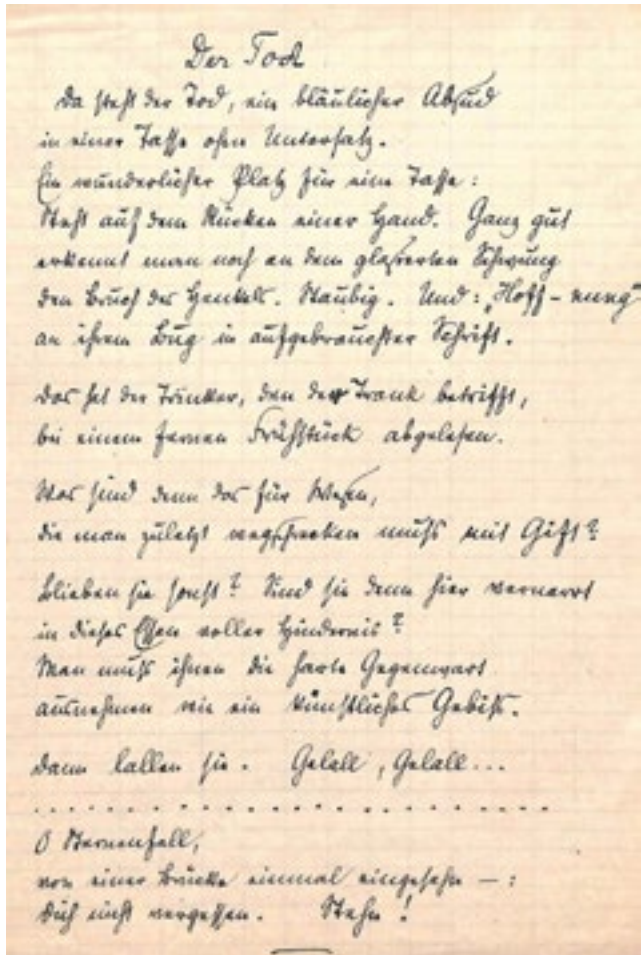 Der Tod
Da steht der Tod, ein bläulicher Absud
in einer Tasse ohne Untersatz.
Ein wunderlicher Platz für eine Tasse:
steht auf dem Rücken einer Hand. Ganz gut
erkennt man noch an dem glasierten Schwung
den Bruch des Henkels. Staubig. Und: „Hoff-nung"
an ihrem Bug in aufgebrauchter Schrift.
Das hat der Trinker, den der Trank betrifft,
bei einem fernen Frühstück abgelesen.
Was sind denn das für Wesen,
die man zuletzt wegschrecken muß mit Gift?
Blieben sie sonst? Sind sie denn hier vernarrt
in dieses Essen voller Hindernis?
Man muß ihnen die harte Gegenwart
ausnehmen wie ein künstliches Gebiß.
Dann lallen sie. Gelall, Gelall...
. . . . . . . . . . . . . . . . . . . .
O Sternenfall,
von einer Brücke einmal eingesehn —:
Dich nicht vergessen. Stehn!